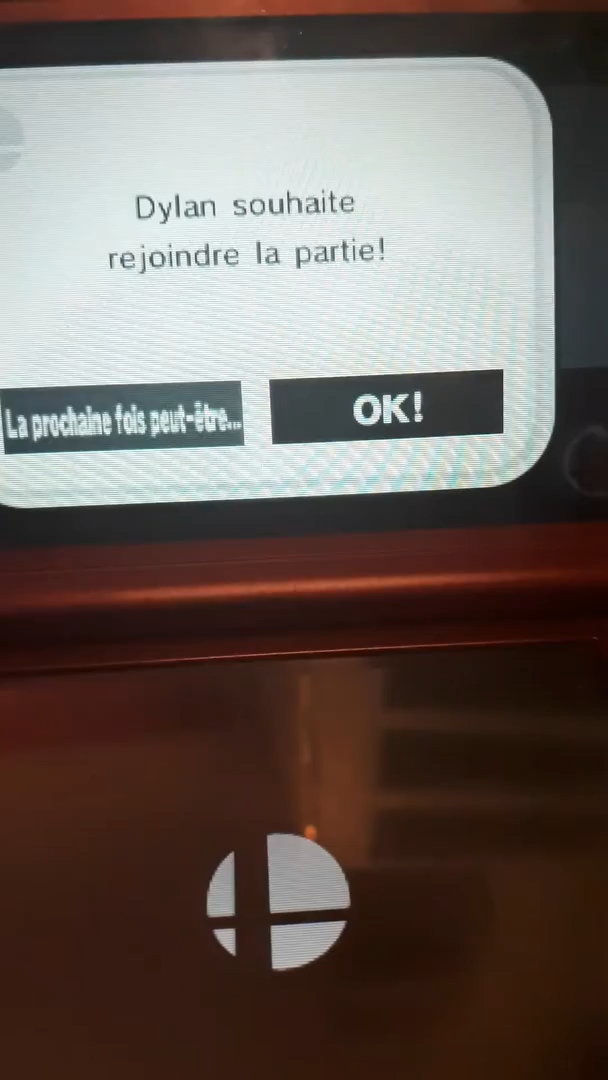 Dylan souhaite
rejoindre la partie!
La prochaine fois peut-être...
OK!